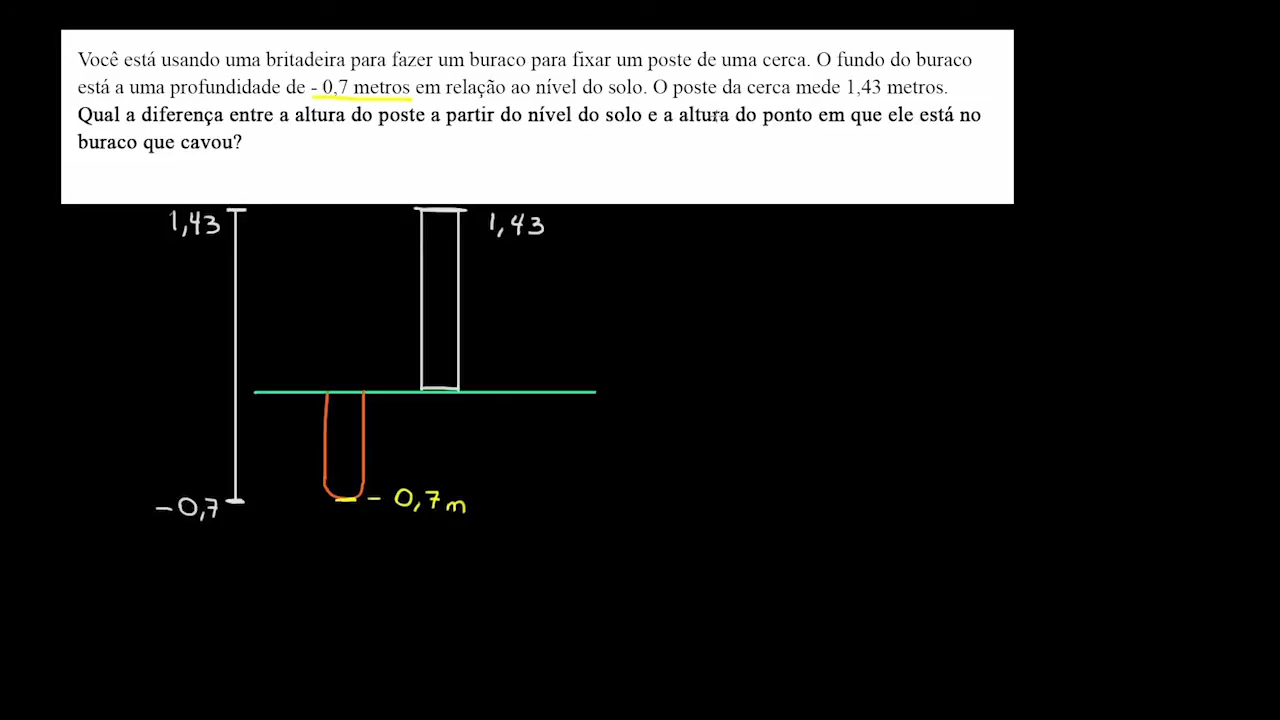 Você está usando uma britadeira para fazer um buraco para fixar um poste de uma cerca. O fundo do buraco
está a uma profundidade de - 0,7 metros em relação ao nível do solo. O poste da cerca mede 1,43 metros.
Qual a diferença entre a altura do poste a partir do nível do solo e a altura do ponto em que ele está no
buraco que cavou?
1,43 1,43
-0,7 - 0,7 m